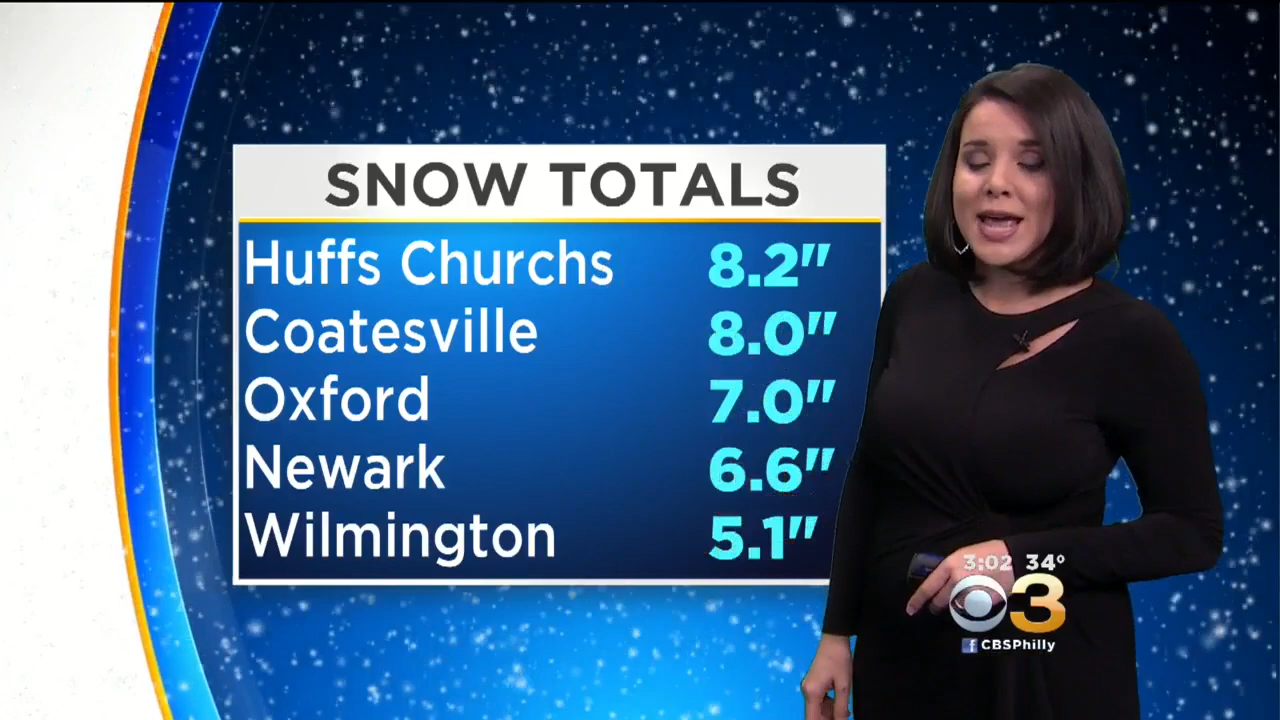 SNOW TOTALS
Huffs Churchs 8.2"
Coatesville 8.0"
Oxford 7.0"
Newark 6.6"
Wilmington 5.1"
3:02 34°
3
f CBSPhilly